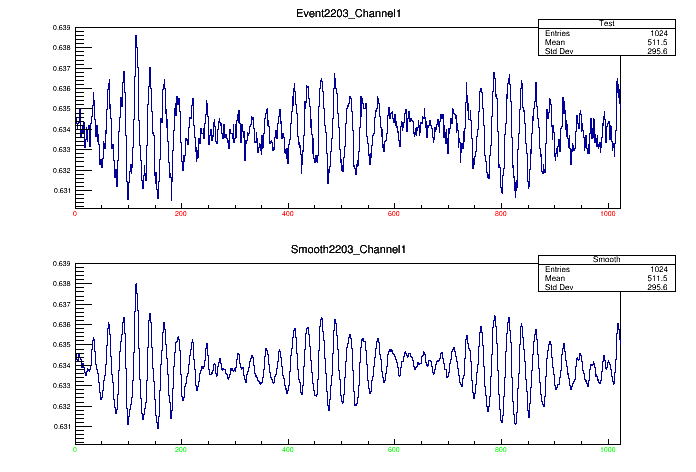 Event2203_Channel1
Test
Entries 1024
Mean 511.5
Std Dev 295.6
0.639
0.638
0.637
0.636
0.635
0.634
0.633
0.632
0.631
0 200 400 600 800 1000
Smooth2203_Channel1
Smooth
Entries 1024
Mean 511.5
Std Dev 295.6
0.639
0.638
0.637
0.636
0.635
0.634
0.633
0.632
0.631
0 200 400 600 800 1000